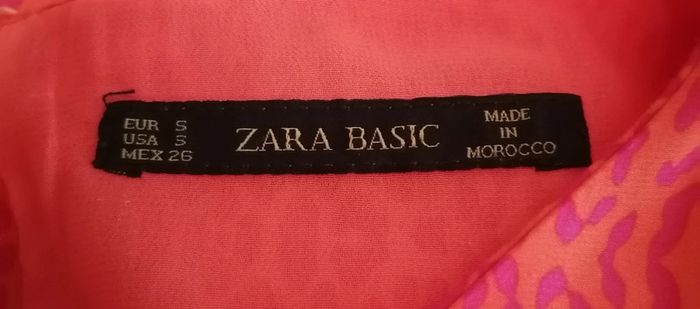 EUR S
USA S
MEX 26
ZARA BASIC
MADE
IN
MOROCCO